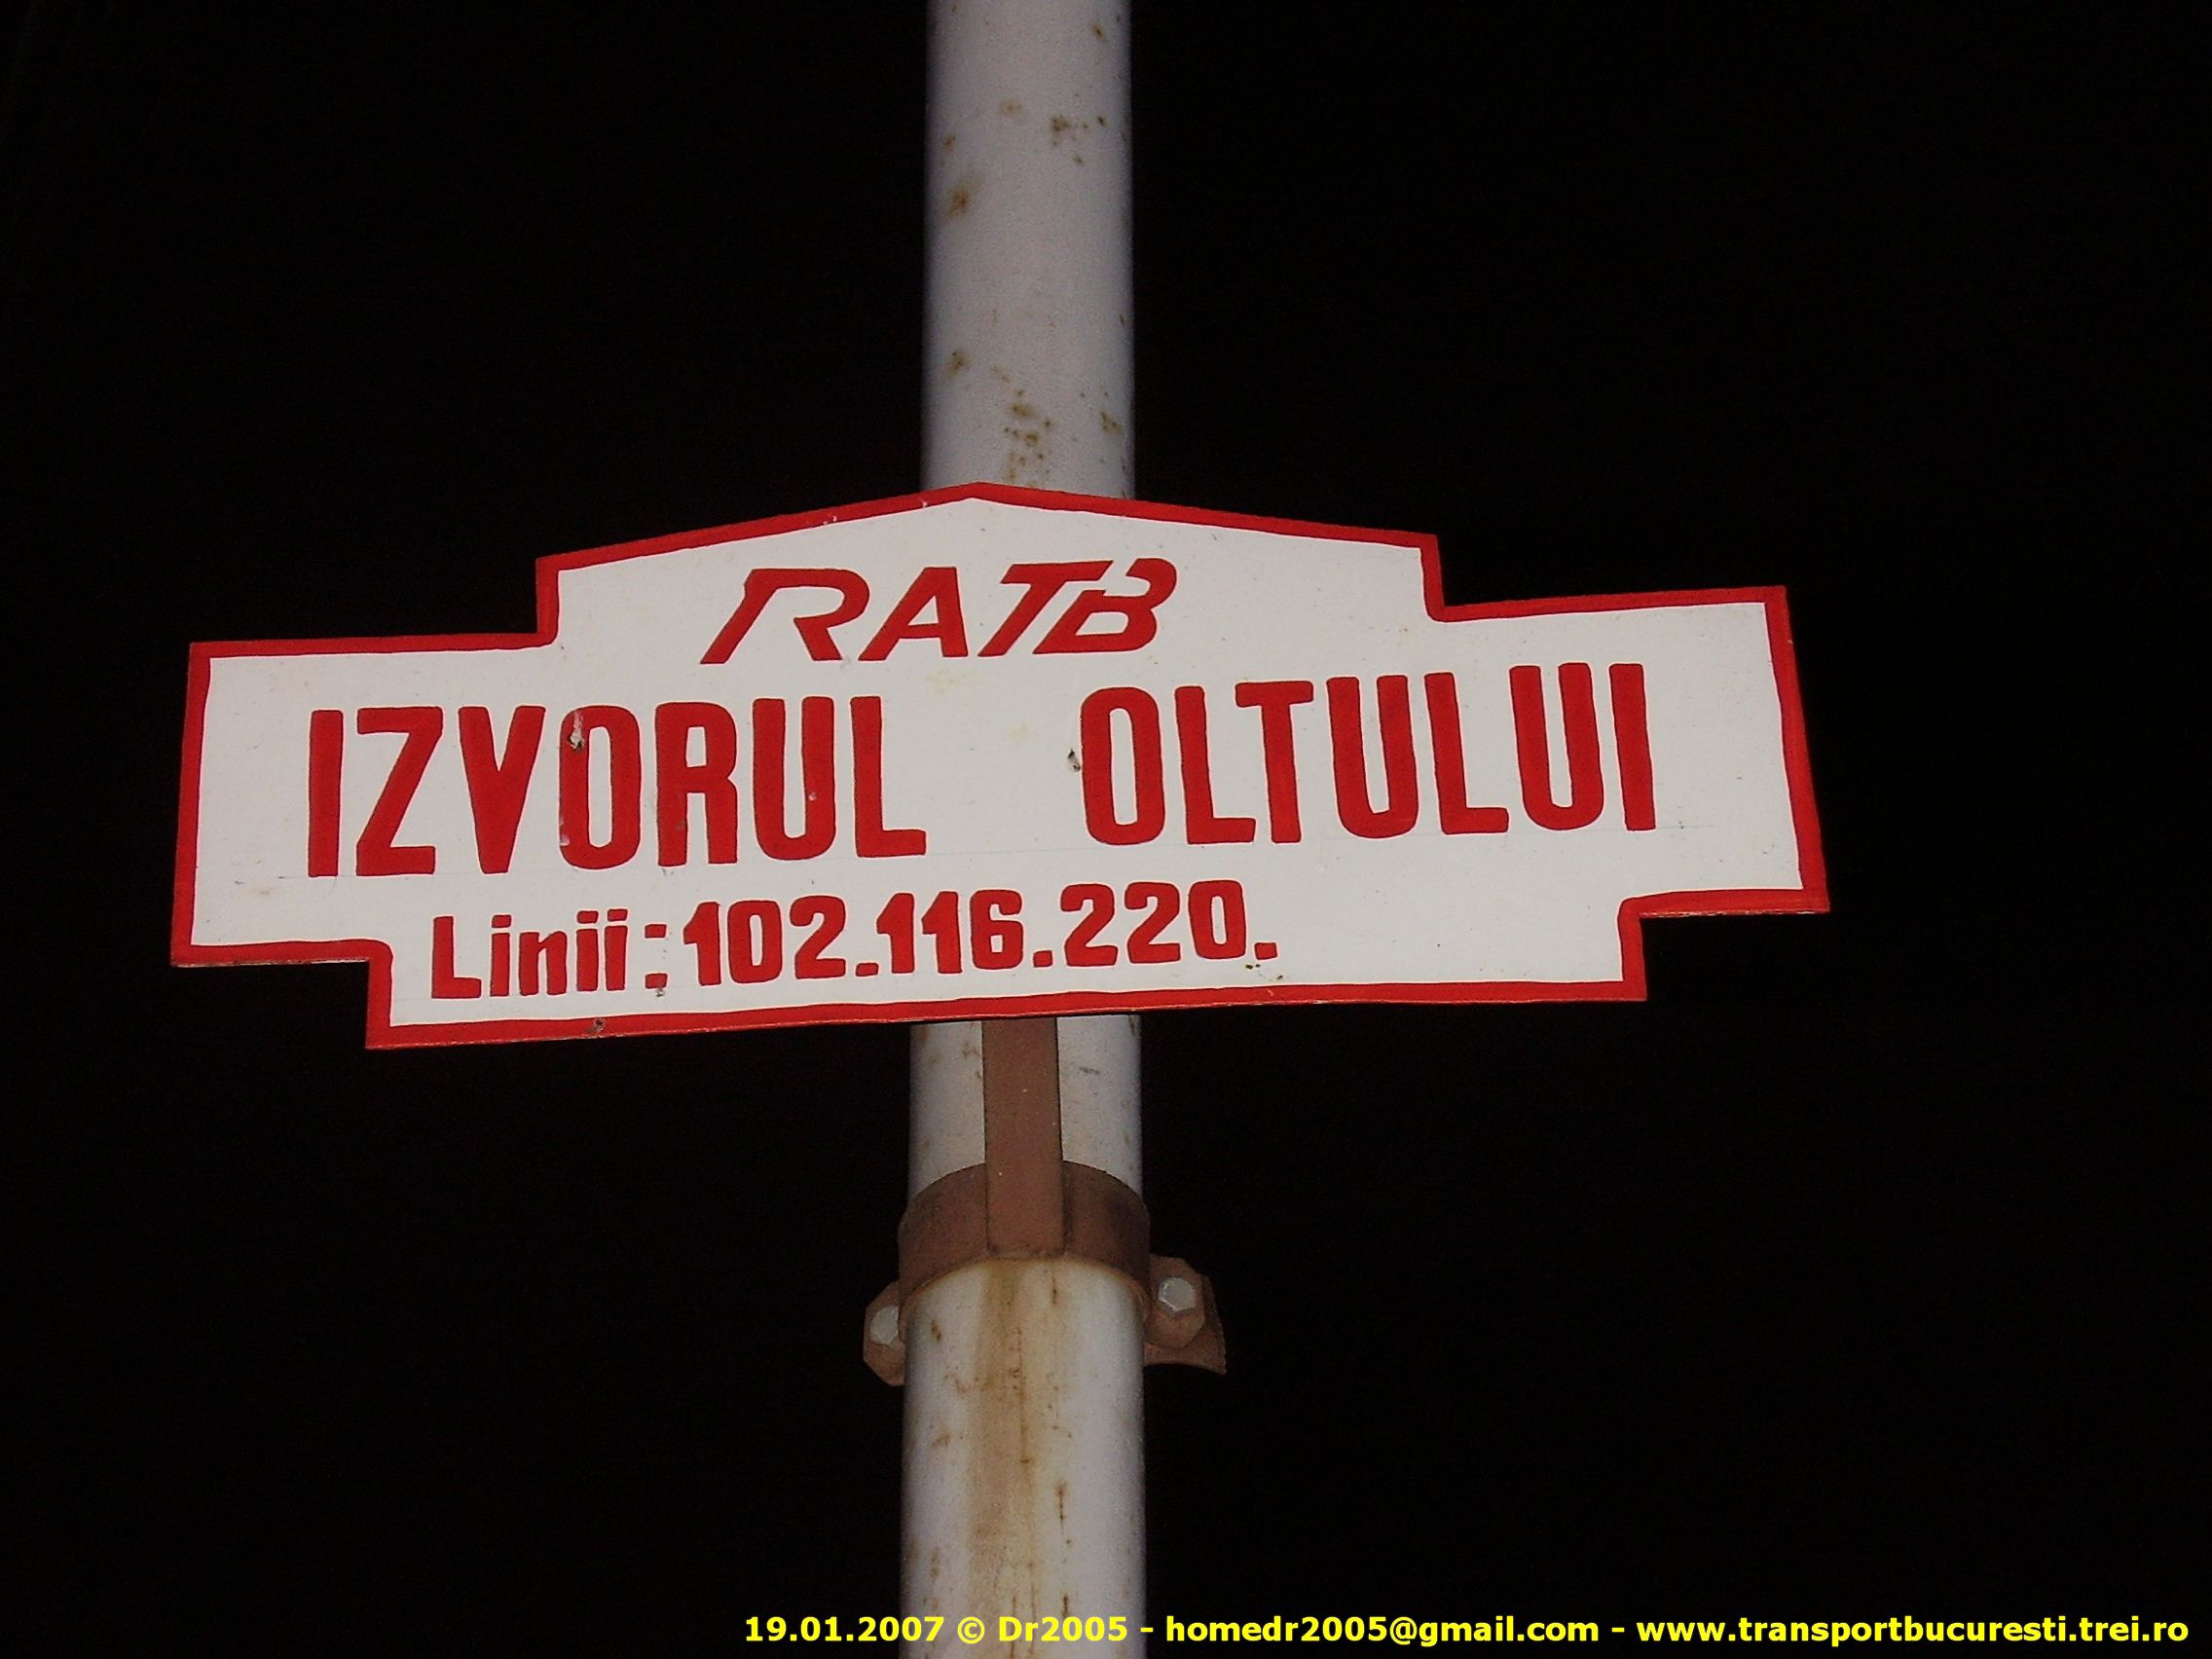 RATB
IZVORUL OLTULUI
Linii: 102.116.220.
19.01.2007 © Dr2005 - homedr2005@gmail.com - www.transportbucuresti.trei.ro